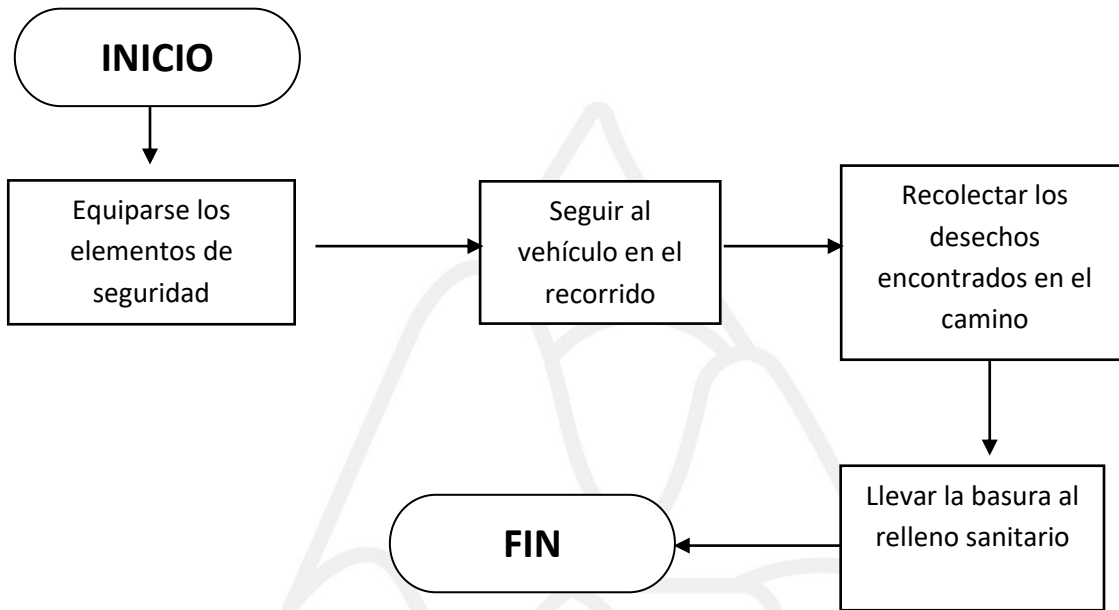 INICIO
Equiparse los
elementos de
seguridad
Seguir al
vehículo en el
recorrido
Recolectar los
desechos
encontrados en el
camino
Llevar la basura al
relleno sanitario
FIN